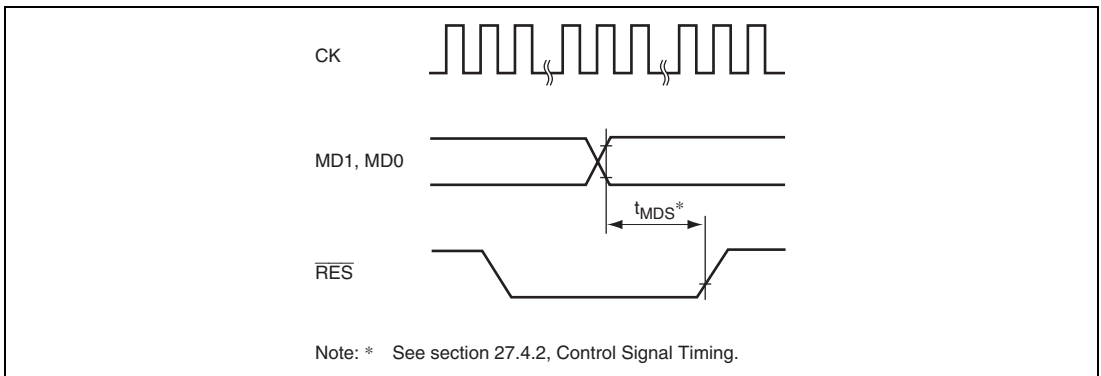 CK
MD1, MD0
tMDS*
RES
Note: * See section 27.4.2, Control Signal Timing.